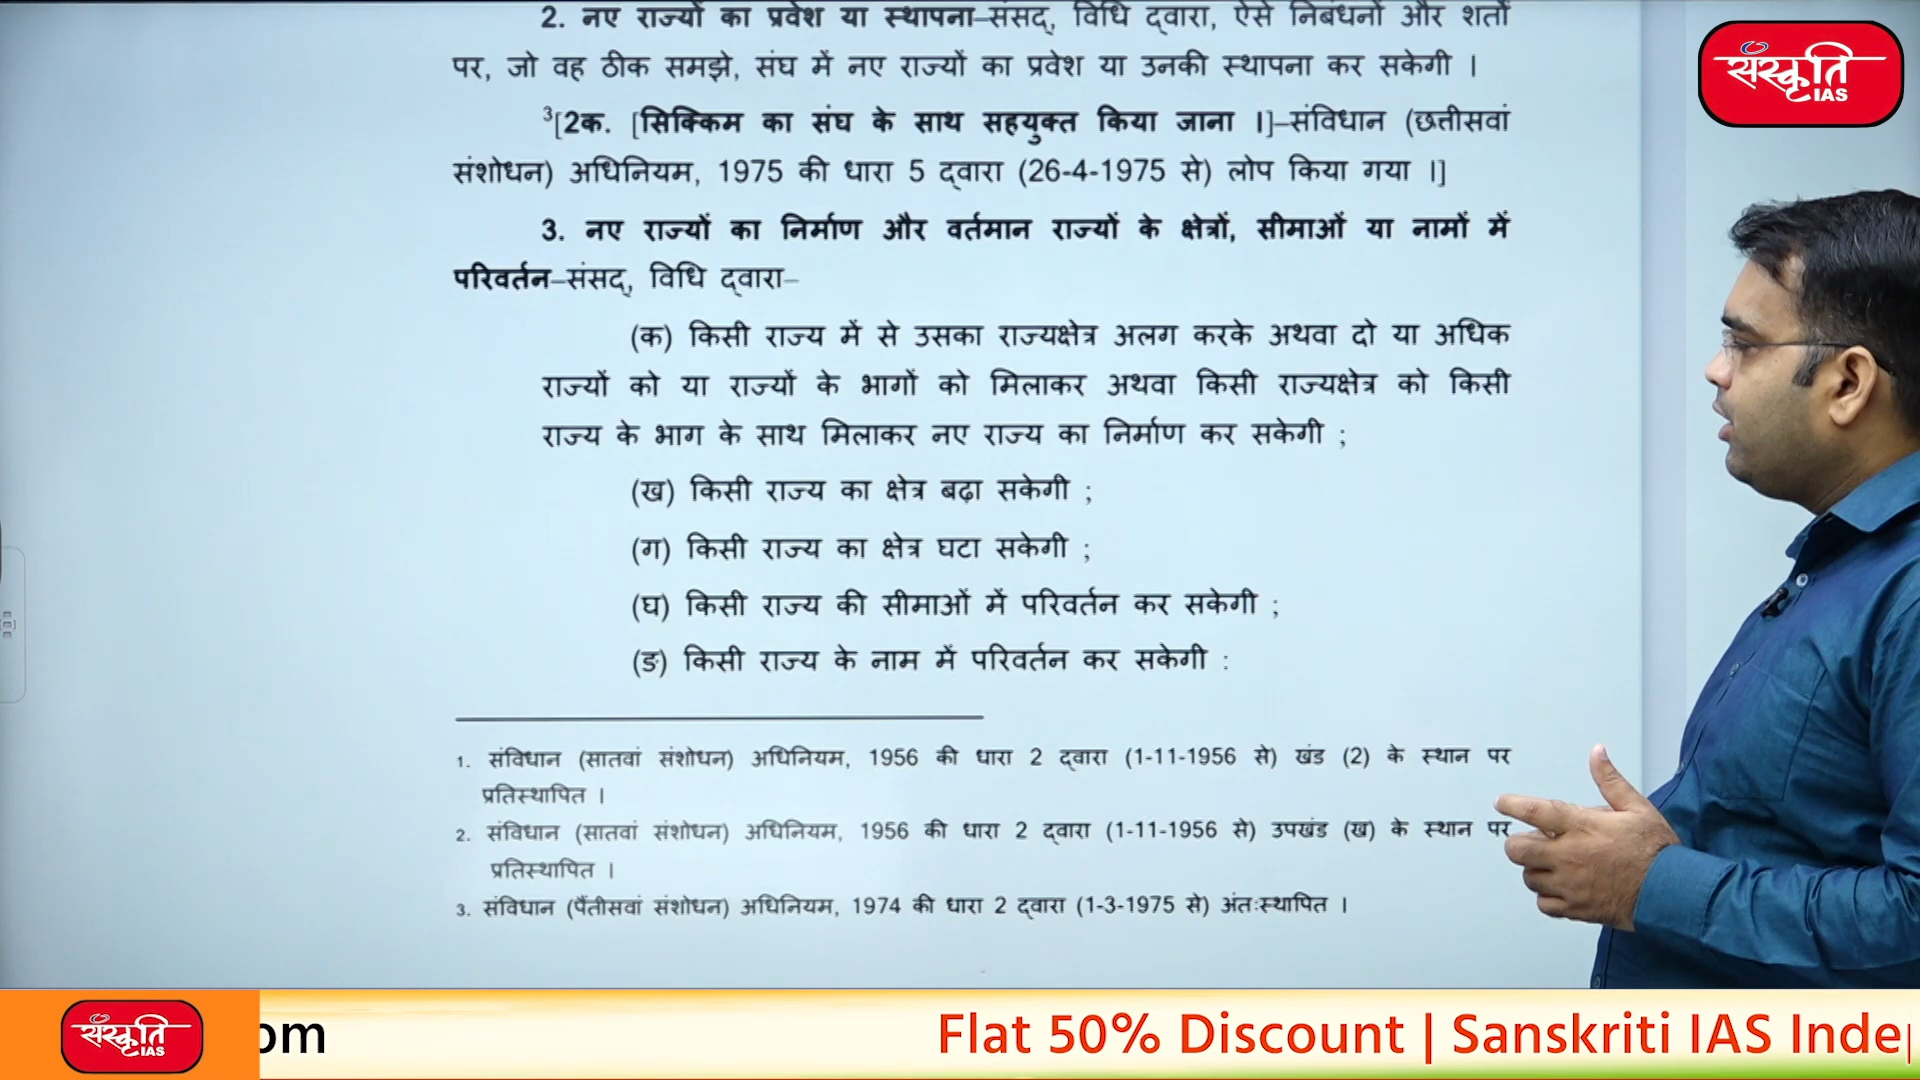 2. नए राज्यों का प्रवेश या स्थापना–संसद्, विधि द्वारा, ऐसे निबंधनों और शर्तों
पर, जो वह ठीक समझे, संघ में नए राज्यों का प्रवेश या उनकी स्थापना कर सकेगी ।
³[2क. [सिक्किम का संघ के साथ सहयुक्त किया जाना ।]–संविधान (छत्तीसवां
संशोधन) अधिनियम, 1975 की धारा 5 द्वारा (26-4-1975 से) लोप किया गया ।]
3. नए राज्यों का निर्माण और वर्तमान राज्यों के क्षेत्रों, सीमाओं या नामों में
परिवर्तन–संसद्, विधि द्वारा–
(क) किसी राज्य में से उसका राज्यक्षेत्र अलग करके अथवा दो या अधिक
राज्यों को या राज्यों के भागों को मिलाकर अथवा किसी राज्यक्षेत्र को किसी
राज्य के भाग के साथ मिलाकर नए राज्य का निर्माण कर सकेगी ;
(ख) किसी राज्य का क्षेत्र बढ़ा सकेगी ;
(ग) किसी राज्य का क्षेत्र घटा सकेगी ;
(घ) किसी राज्य की सीमाओं में परिवर्तन कर सकेगी ;
(ङ) किसी राज्य के नाम में परिवर्तन कर सकेगी :
1. संविधान (सातवां संशोधन) अधिनियम, 1956 की धारा 2 द्वारा (1-11-1956 से) खंड (2) के स्थान पर
प्रतिस्थापित ।
2. संविधान (सातवां संशोधन) अधिनियम, 1956 की धारा 2 द्वारा (1-11-1956 से) उपखंड (ख) के स्थान पर
प्रतिस्थापित ।
3. संविधान (पैंतीसवां संशोधन) अधिनियम, 1974 की धारा 2 द्वारा (1-3-1975 से) अंतःस्थापित ।
संस्कृति
IAS
संस्कृति
IAS
om
Flat 50% Discount | Sanskriti IAS Inde